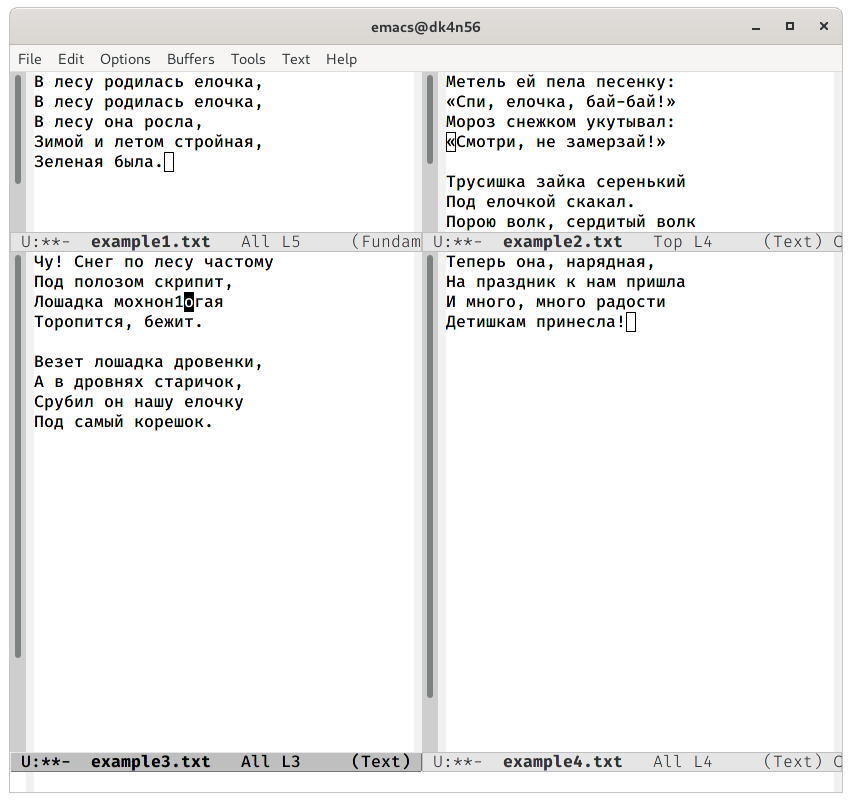 emacs@dk4n56
File Edit Options Buffers Tools Text Help
В лесу родилась елочка,
В лесу родилась елочка,
В лесу она росла,
Зимой и летом стройная,
Зеленая была.
U:**- example1.txt All L5 (Fundam
Метель ей пела песенку:
«Спи, елочка, бай-бай!»
Мороз снежком укутывал:
«Смотри, не замерзай!»
Трусишка зайка серенький
Под елочкой скакал.
Порою волк, сердитый волк
U:**- example2.txt Top L4 (Text) C
Чу! Снег по лесу частому
Под полозом скрипит,
Лошадка мохнон1огая
Торопится, бежит.
Везет лошадка дровенки,
А в дровнях старичок,
Срубил он нашу елочку
Под самый корешок.
U:**- example3.txt All L3 (Text)
Теперь она, нарядная,
На праздник к нам пришла
И много, много радости
Детишкам принесла!
U:**- example4.txt All L4 (Text) C